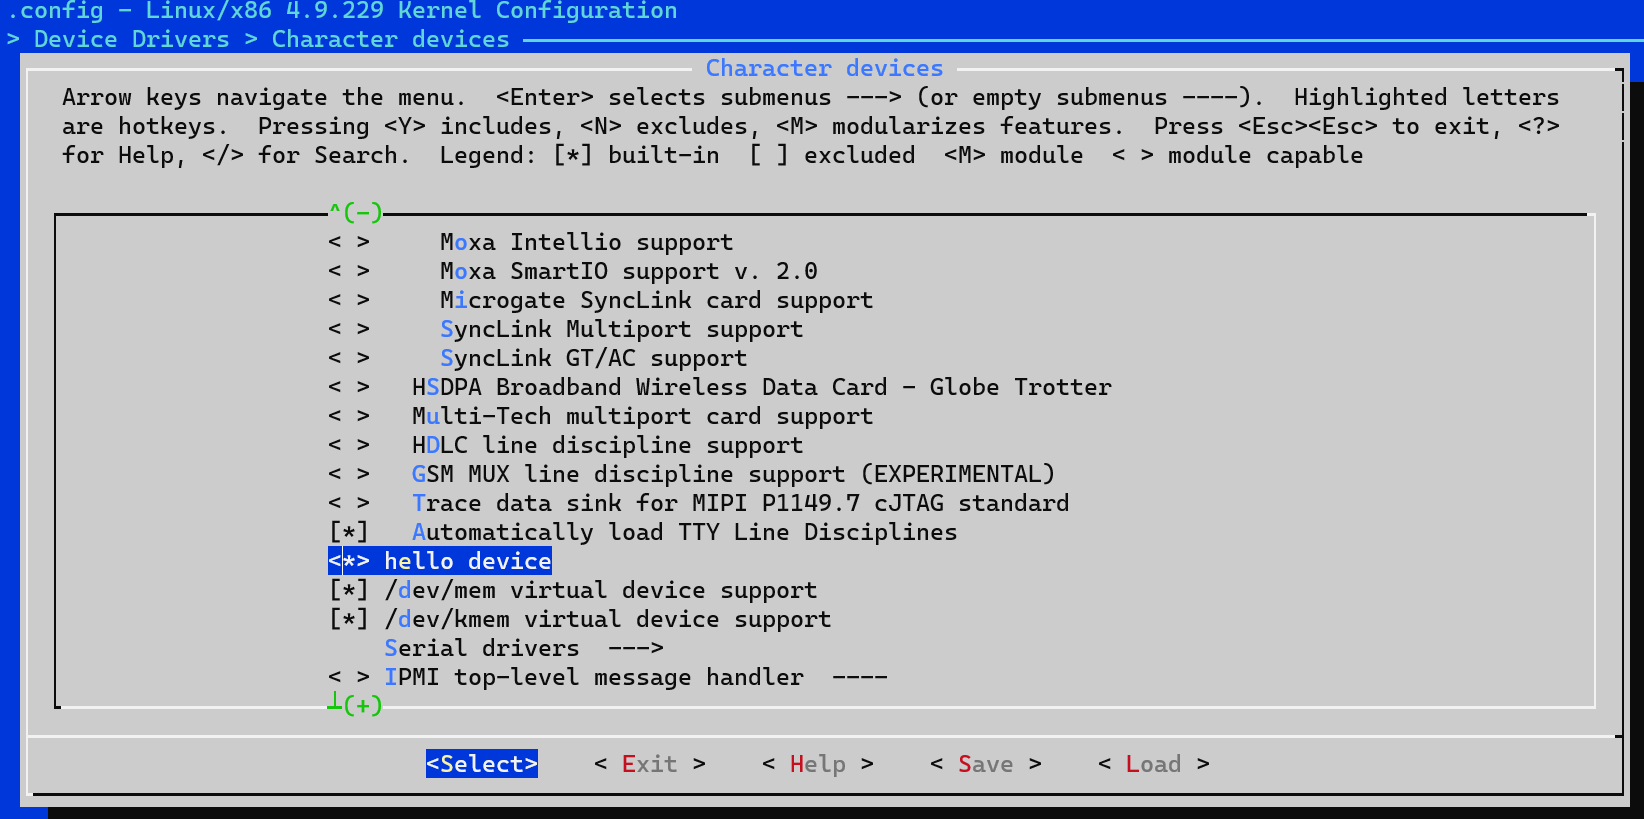 .config - Linux/x86 4.9.229 Kernel Configuration
> Device Drivers > Character devices
Character devices
Arrow keys navigate the menu.  <Enter> selects submenus ---> (or empty submenus ----).  Highlighted letters
are hotkeys.  Pressing <Y> includes, <N> excludes, <M> modularizes features.  Press <Esc><Esc> to exit, <?>
for Help, </> for Search.  Legend: [*] built-in  [ ] excluded  <M> module  < > module capable
^(-)
< >     Moxa Intellio support
< >     Moxa SmartIO support v. 2.0
< >     Microgate SyncLink card support
< >     SyncLink Multiport support
< >     SyncLink GT/AC support
< >   HSDPA Broadband Wireless Data Card - Globe Trotter
< >   Multi-Tech multiport card support
< >   HDLC line discipline support
< >   GSM MUX line discipline support (EXPERIMENTAL)
< >   Trace data sink for MIPI P1149.7 cJTAG standard
[*]   Automatically load TTY Line Disciplines
<*> hello device
[*] /dev/mem virtual device support
[*] /dev/kmem virtual device support
Serial drivers  --->
< > IPMI top-level message handler  ----
┴(+)
<Select>    < Exit >    < Help >    < Save >    < Load >